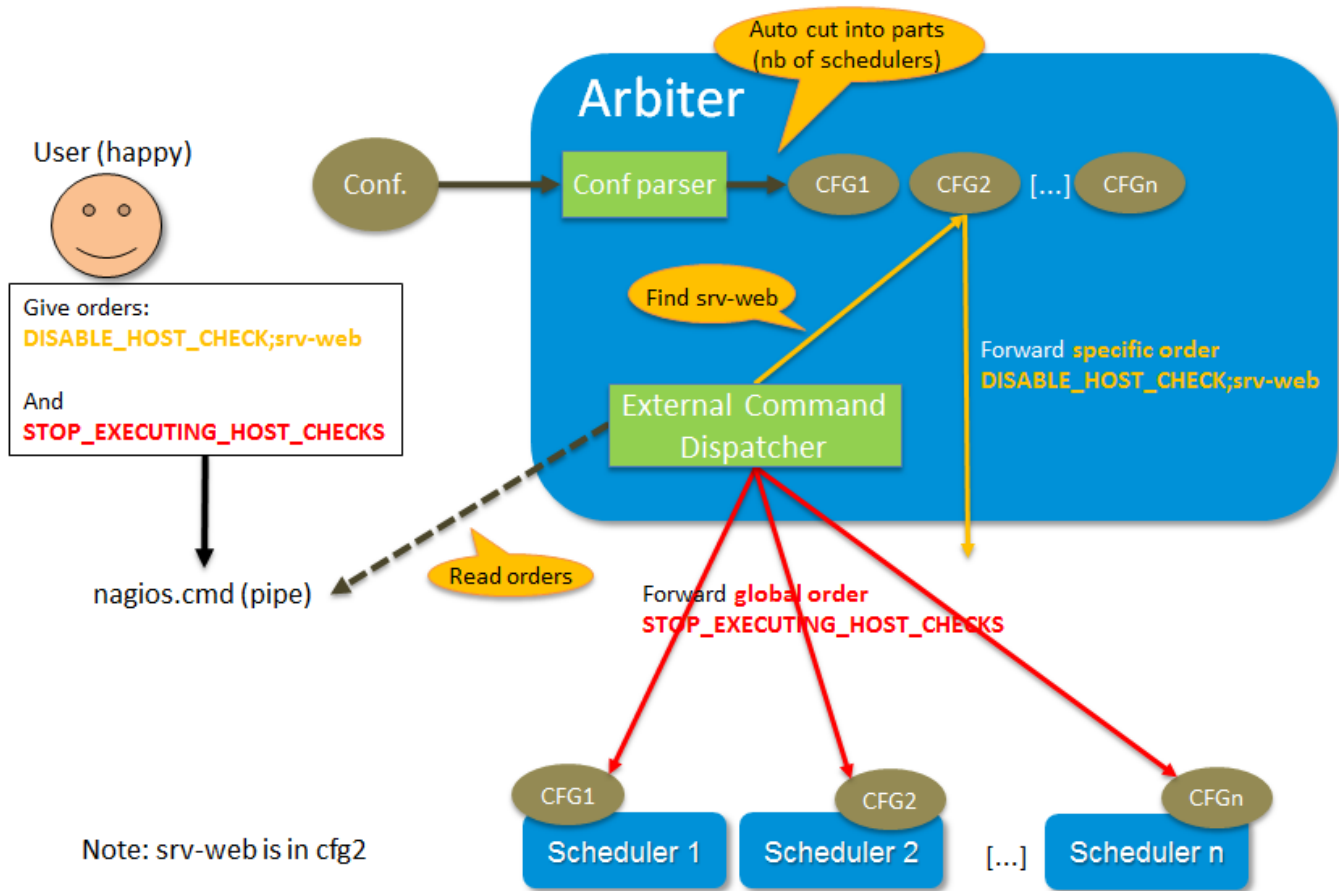 Auto cut into parts
(nb of schedulers)
Arbiter
User (happy)
Conf.
Conf parser
CFG1
CFG2
[...]
CFGn
Give orders:
DISABLE_HOST_CHECK;srv-web
And
STOP_EXECUTING_HOST_CHECKS
Find srv-web
Forward specific order
DISABLE_HOST_CHECK;srv-web
External Command
Dispatcher
Read orders
nagios.cmd (pipe)
Forward global order
STOP_EXECUTING_HOST_CHECKS
CFG1
CFG2
CFGn
Note: srv-web is in cfg2
Scheduler 1
Scheduler 2
[...]
Scheduler n